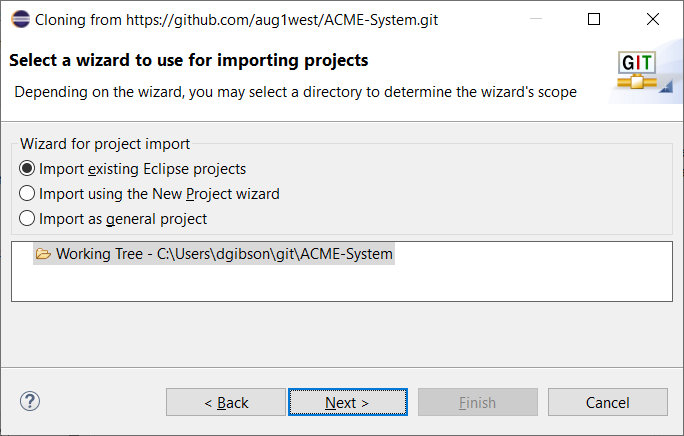 Cloning from https://github.com/aug1west/ACME-System.git
Select a wizard to use for importing projects
Depending on the wizard, you may select a directory to determine the wizard's scope
GIT
Wizard for project import
Import existing Eclipse projects
Import using the New Project wizard
Import as general project
Working Tree - C:\Users\dgibson\git\ACME-System
?
< Back
Next >
Finish
Cancel